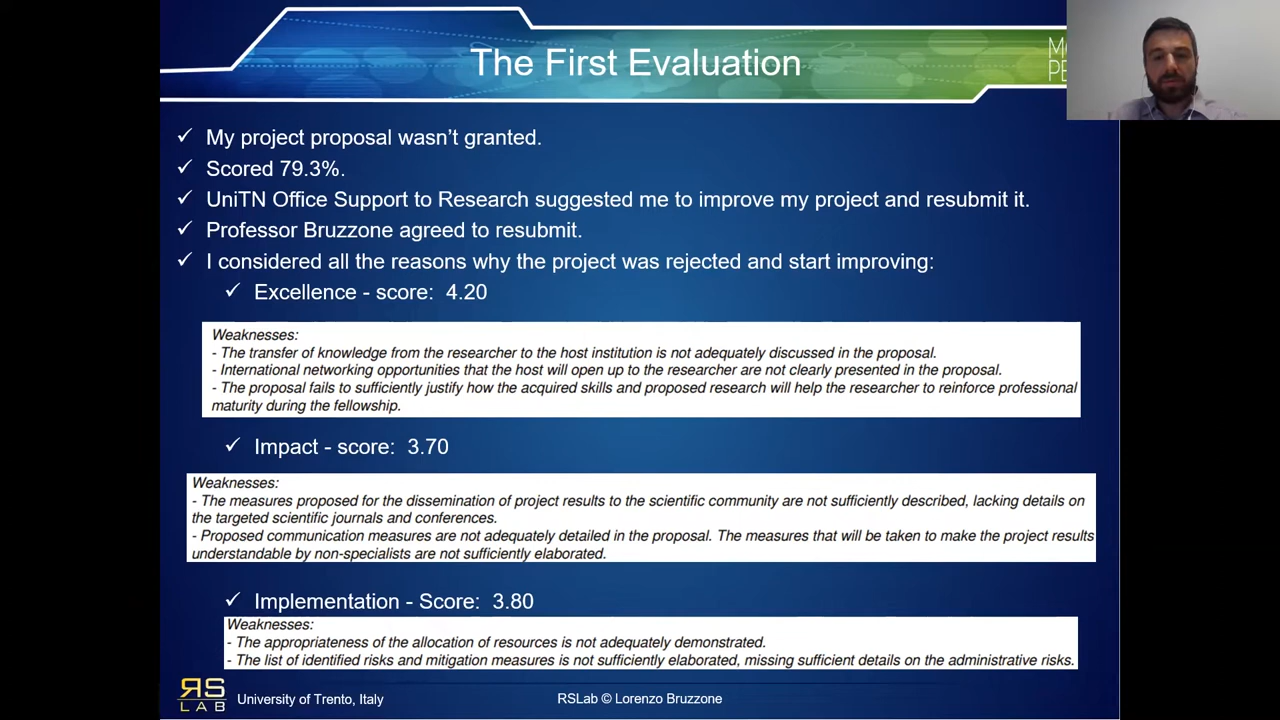 The First Evaluation
✓ My project proposal wasn't granted.
✓ Scored 79.3%.
✓ UniTN Office Support to Research suggested me to improve my project and resubmit it.
✓ Professor Bruzzone agreed to resubmit.
✓ I considered all the reasons why the project was rejected and start improving:
✓ Excellence - score: 4.20
Weaknesses:
- The transfer of knowledge from the researcher to the host institution is not adequately discussed in the proposal.
- International networking opportunities that the host will open up to the researcher are not clearly presented in the proposal.
- The proposal fails to sufficiently justify how the acquired skills and proposed research will help the researcher to reinforce professional
maturity during the fellowship.
✓ Impact - score: 3.70
Weaknesses:
- The measures proposed for the dissemination of project results to the scientific community are not sufficiently described, lacking details on
the targeted scientific journals and conferences.
- Proposed communication measures are not adequately detailed in the proposal. The measures that will be taken to make the project results
understandable by non-specialists are not sufficiently elaborated.
✓ Implementation - Score: 3.80
Weaknesses:
- The appropriateness of the allocation of resources is not adequately demonstrated.
- The list of identified risks and mitigation measures is not sufficiently elaborated, missing sufficient details on the administrative risks.
RS
LAB
University of Trento, Italy
RSLab © Lorenzo Bruzzone